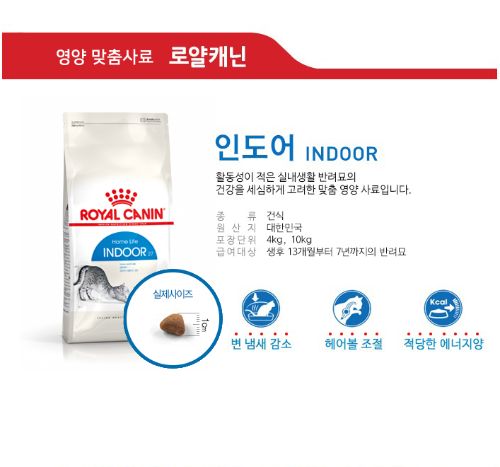 영양 맞춤사료 로얄캐닌
인도어 INDOOR
활동성이 적은 실내생활 반려묘의
건강을 세심하게 고려한 맞춤 영양 사료입니다.
종 류 건식
원 산 지 대한민국
포장단위 4kg, 10kg
급여대상 생후 13개월부터 7년까지의 반려묘
ROYAL CANIN
Home Life
INDOOR 27
실제사이즈
1cm
Kcal
변 냄새 감소
헤어볼 조절
적당한 에너지양